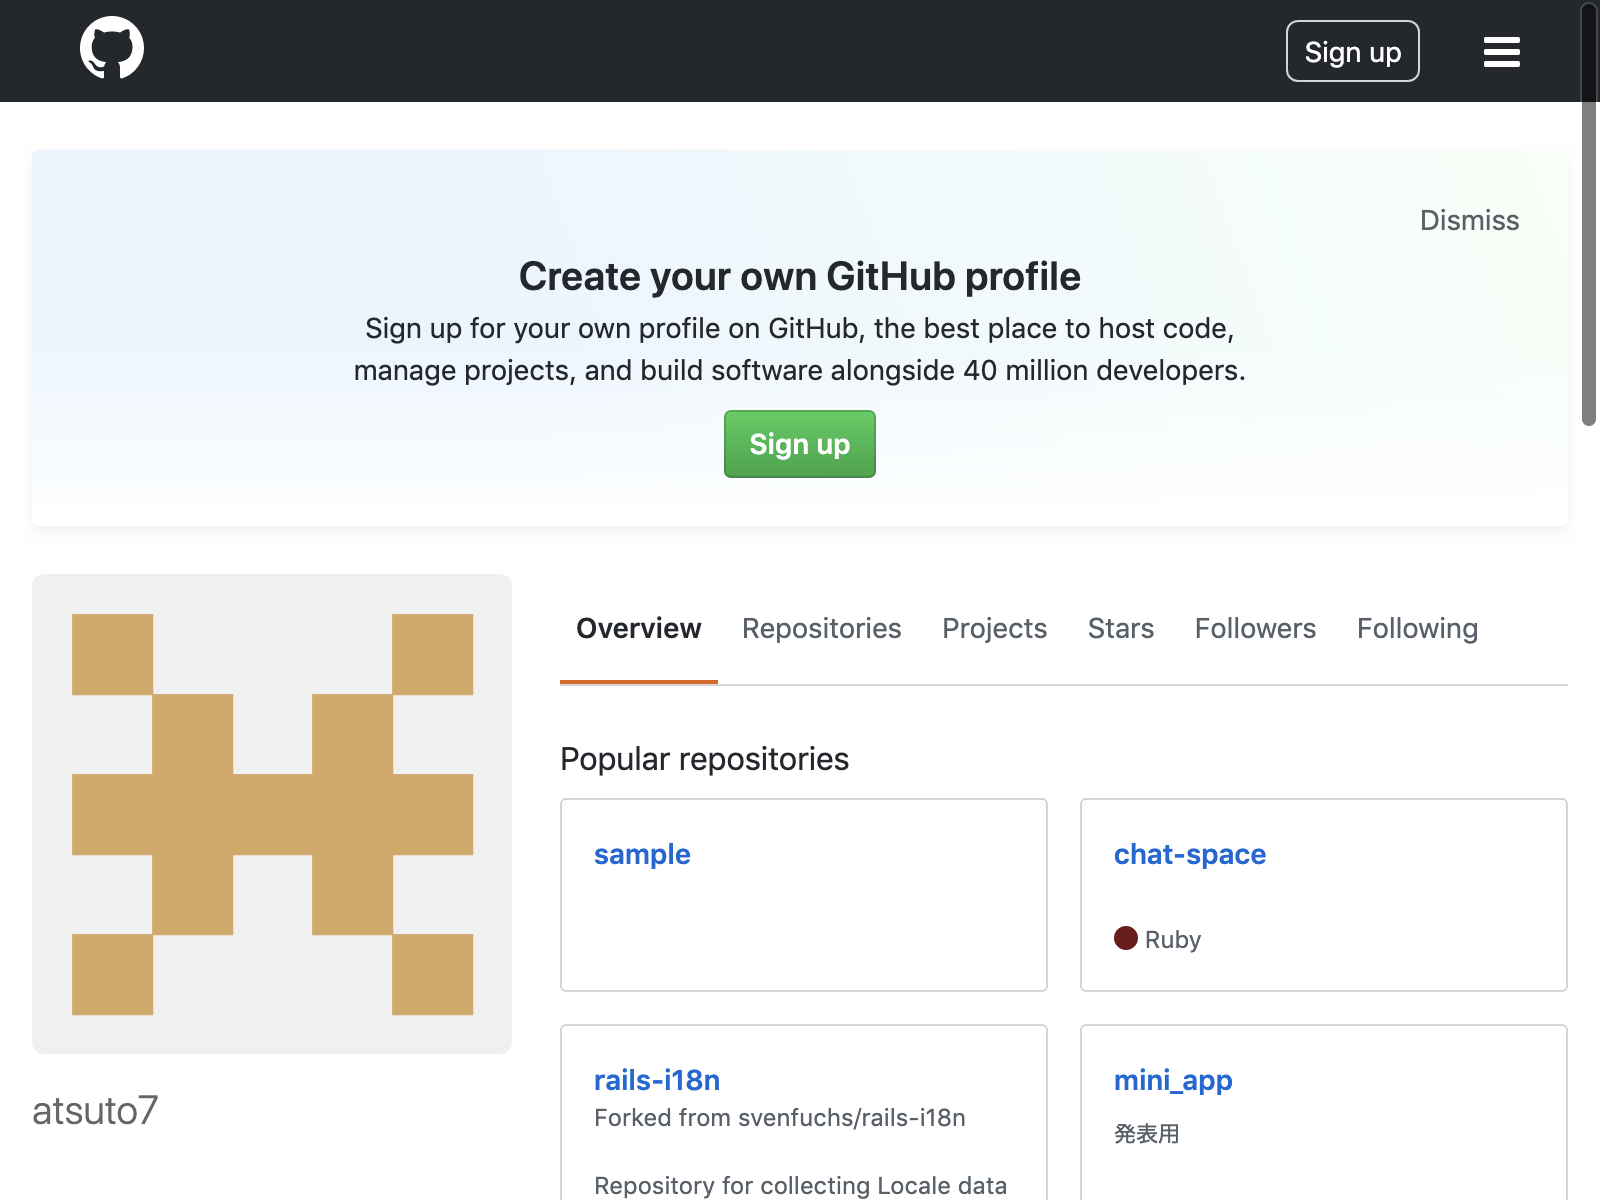 Sign up
Dismiss
Create your own GitHub profile
Sign up for your own profile on GitHub, the best place to host code,
manage projects, and build software alongside 40 million developers.
Sign up
Overview Repositories Projects Stars Followers Following
Popular repositories
sample
chat-space
Ruby
rails-i18n
Forked from svenfuchs/rails-i18n
Repository for collecting Locale data
mini_app
発表用
atsuto7